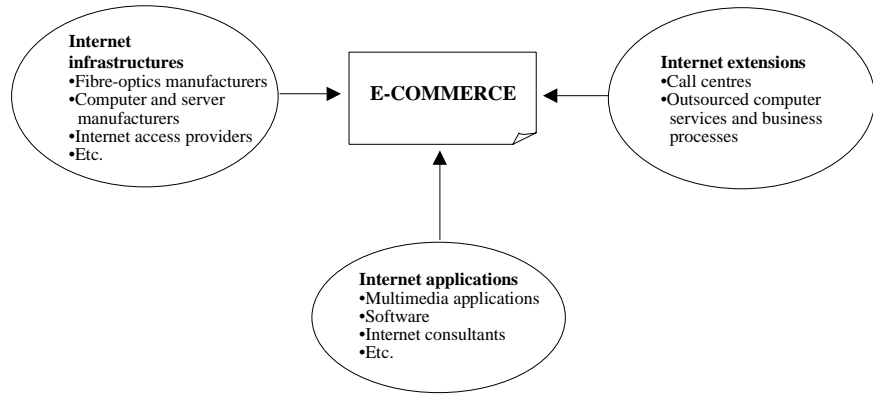 Internet
infrastructures
•Fibre-optics manufacturers
•Computer and server
manufacturers
•Internet access providers
•Etc.
E-COMMERCE
Internet extensions
•Call centres
•Outsourced computer
services and business
processes
Internet applications
•Multimedia applications
•Software
•Internet consultants
•Etc.